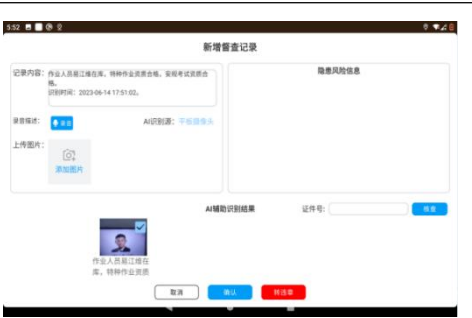 5:52
新增督查记录
记录内容：
作业人员易江维在库，特种作业资质合格，安规考试资质合
格。
识别时间：2023-06-14 17:51:02。
隐患风险信息
录音描述：
录音
AI识别源：平板摄像头
上传图片：
添加图片
AI辅助识别结果
证件号：
核查
作业人员易江维在
库，特种作业资质
取消
确认
转违章